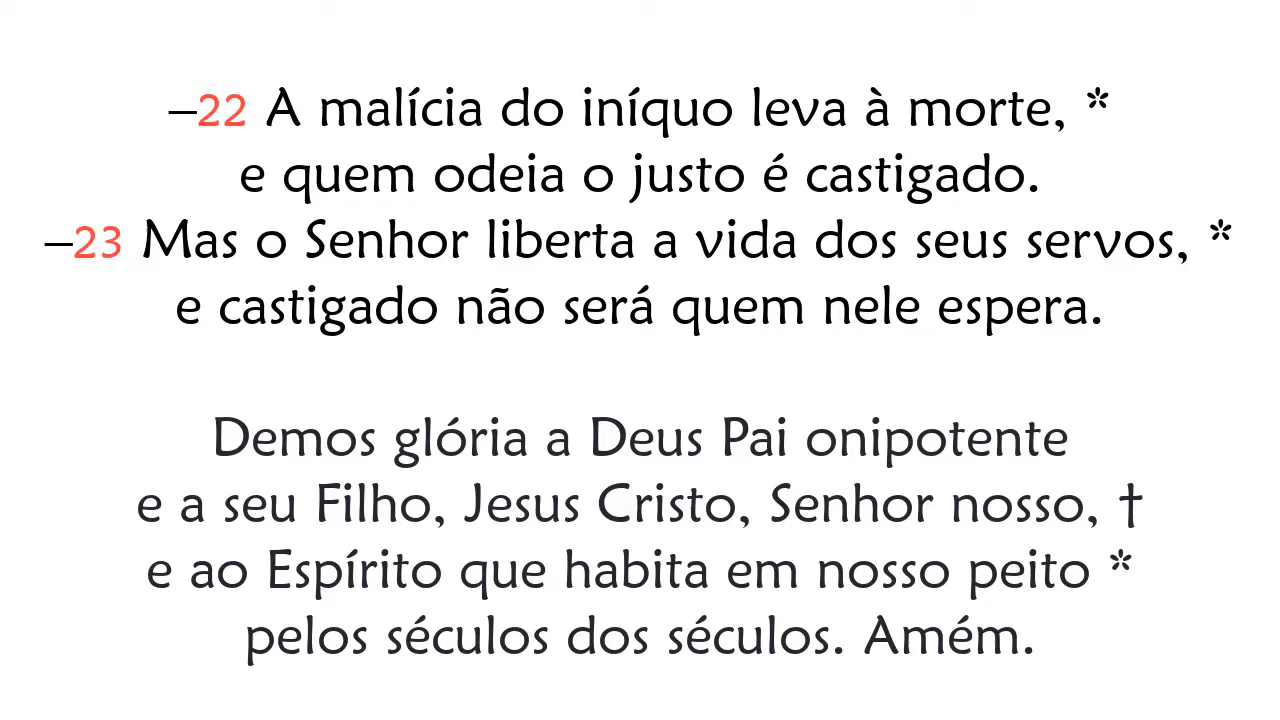 –22 A malícia do iníquo leva à morte, *
e quem odeia o justo é castigado.
–23 Mas o Senhor liberta a vida dos seus servos, *
e castigado não será quem nele espera.
Demos glória a Deus Pai onipotente
e a seu Filho, Jesus Cristo, Senhor nosso, †
e ao Espírito que habita em nosso peito *
pelos séculos dos séculos. Amém.